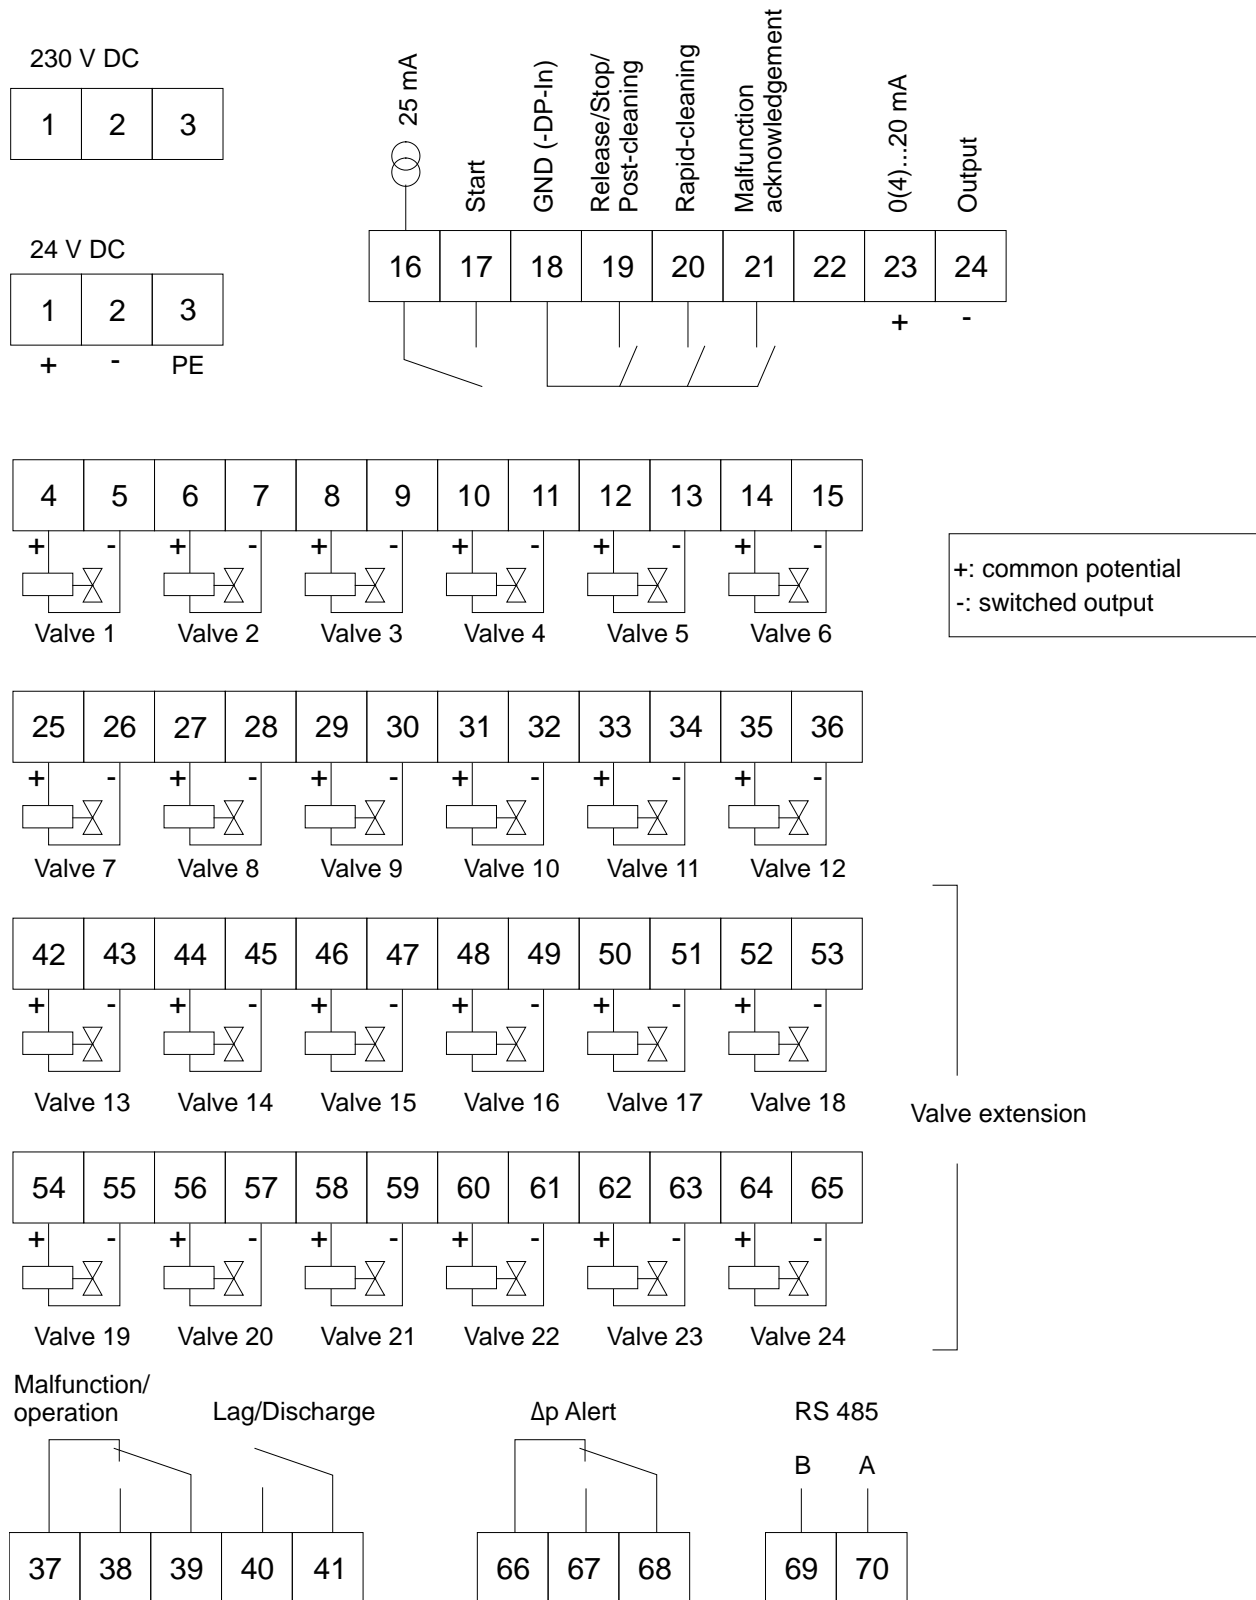 230 V DC
1 2 3
24 V DC
1 2 3
+ - PE
25 mA
Start
GND (-DP-In)
Release/Stop/
Post-cleaning
Rapid-cleaning
Malfunction
acknowledgement
0(4)...20 mA
Output
16 17 18 19 20 21 22 23 24
+ -
4 5 6 7 8 9 10 11 12 13 14 15
+ - + - + - + - + - + -
Valve 1 Valve 2 Valve 3 Valve 4 Valve 5 Valve 6
+: common potential
-: switched output
25 26 27 28 29 30 31 32 33 34 35 36
+ - + - + - + - + - + -
Valve 7 Valve 8 Valve 9 Valve 10 Valve 11 Valve 12
42 43 44 45 46 47 48 49 50 51 52 53
+ - + - + - + - + - + -
Valve 13 Valve 14 Valve 15 Valve 16 Valve 17 Valve 18
Valve extension
54 55 56 57 58 59 60 61 62 63 64 65
+ - + - + - + - + - + -
Valve 19 Valve 20 Valve 21 Valve 22 Valve 23 Valve 24
Malfunction/
operation
Lag/Discharge
Δp Alert
RS 485
B A
37 38 39 40 41
66 67 68
69 70